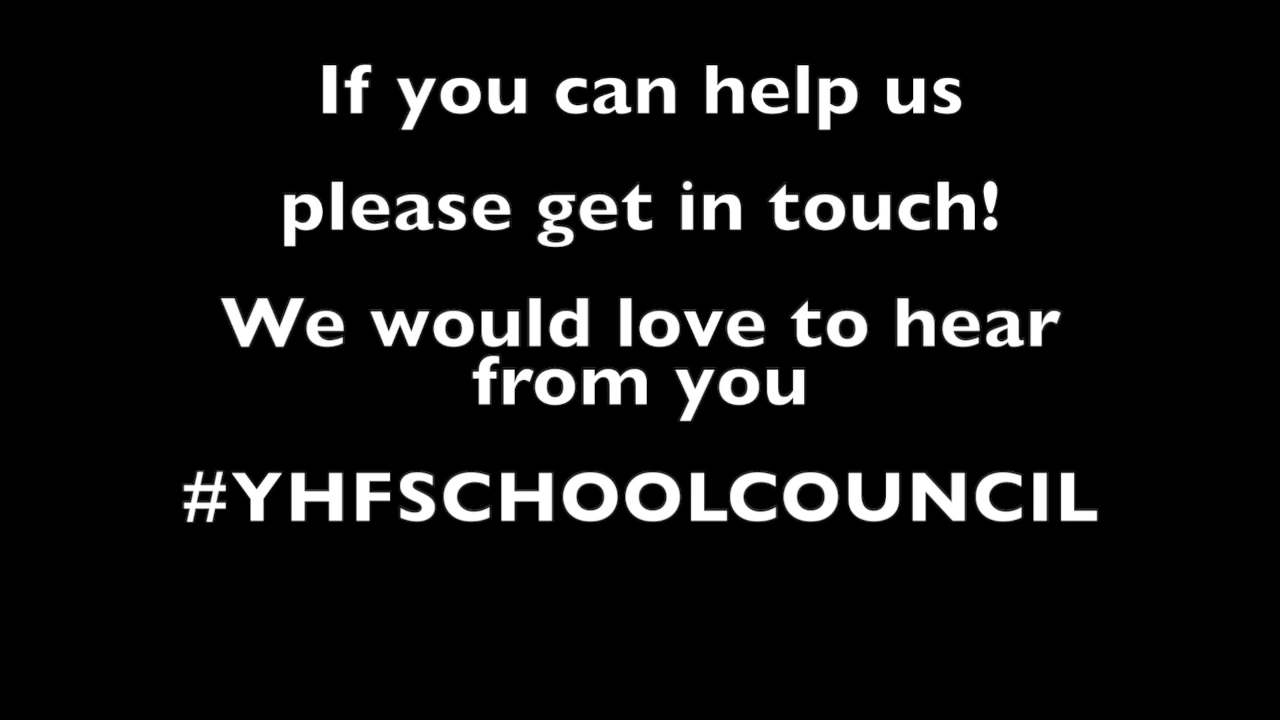 If you can help us
please get in touch!
We would love to hear
from you
#YHFSCHOOLCOUNCIL